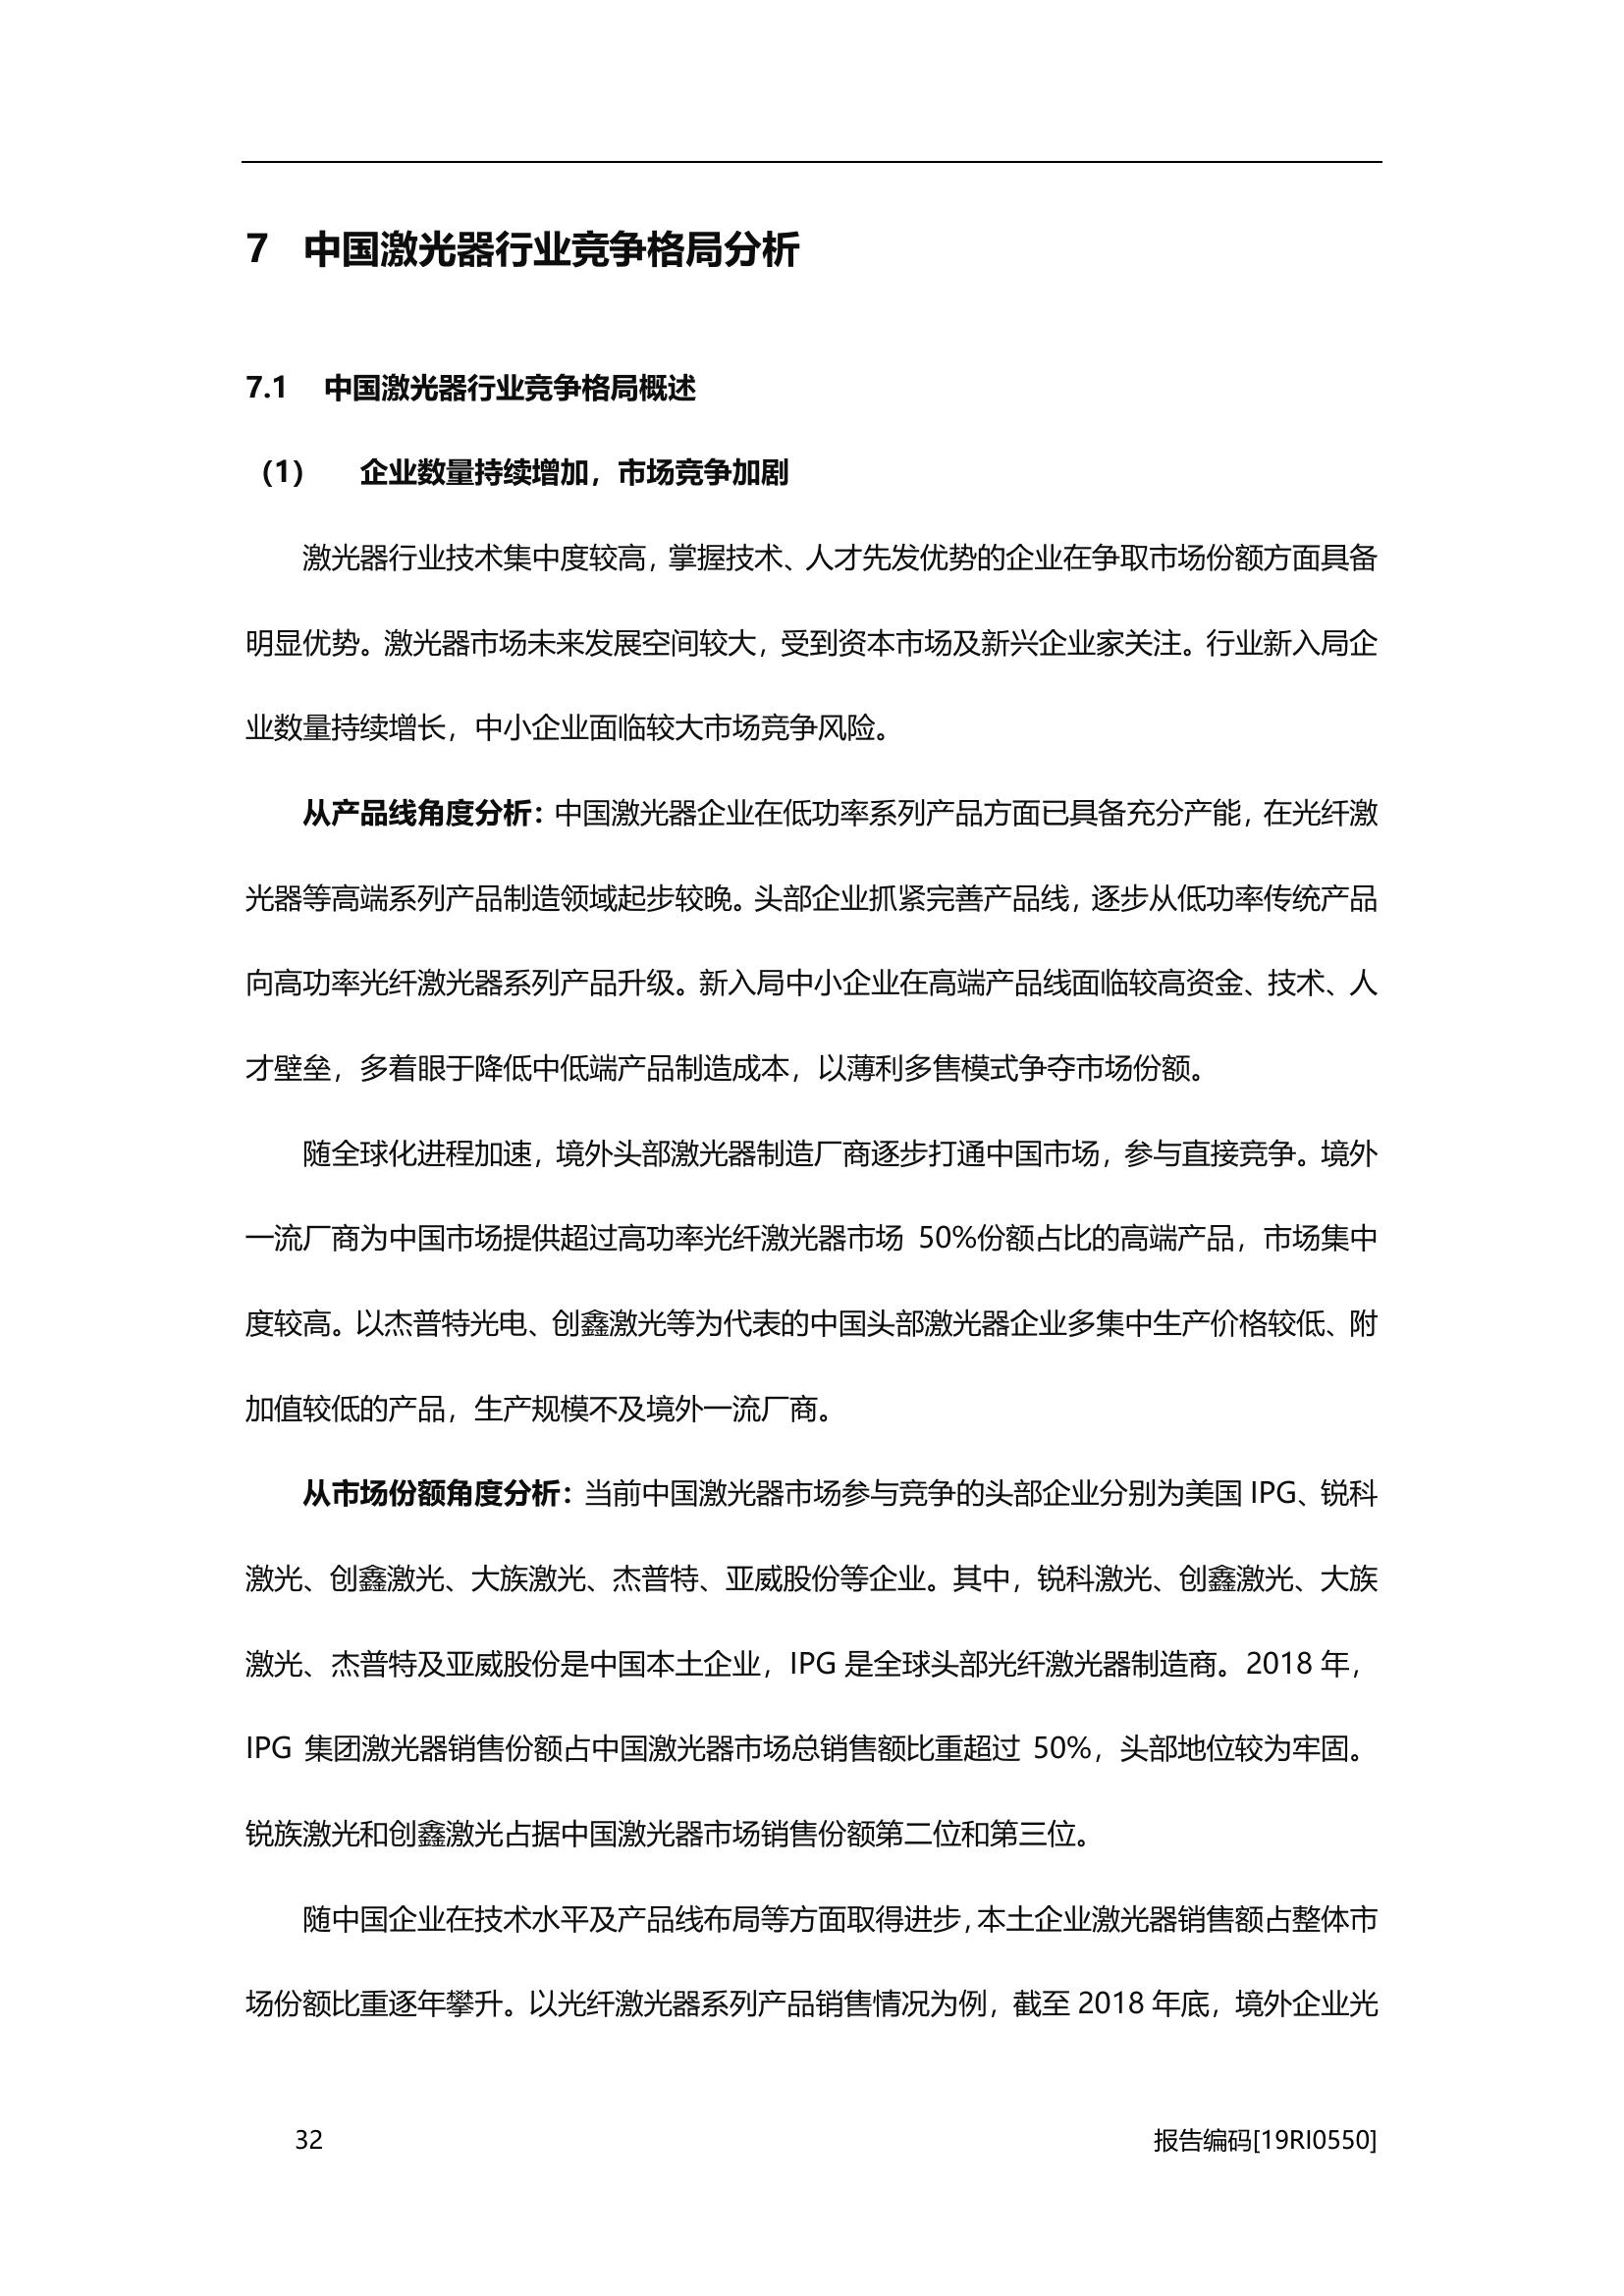 7 中国激光器行业竞争格局分析
7.1 中国激光器行业竞争格局概述
（1） 企业数量持续增加，市场竞争加剧
激光器行业技术集中度较高，掌握技术、人才先发优势的企业在争取市场份额方面具备
明显优势。激光器市场未来发展空间较大，受到资本市场及新兴企业家关注。行业新入局企
业数量持续增长，中小企业面临较大市场竞争风险。
从产品线角度分析：中国激光器企业在低功率系列产品方面已具备充分产能，在光纤激
光器等高端系列产品制造领域起步较晚。头部企业抓紧完善产品线，逐步从低功率传统产品
向高功率光纤激光器系列产品升级。新入局中小企业在高端产品线面临较高资金、技术、人
才壁垒，多着眼于降低中低端产品制造成本，以薄利多售模式争夺市场份额。
随全球化进程加速，境外头部激光器制造厂商逐步打通中国市场，参与直接竞争。境外
一流厂商为中国市场提供超过高功率光纤激光器市场 50%份额占比的高端产品，市场集中
度较高。以杰普特光电、创鑫激光等为代表的中国头部激光器企业多集中生产价格较低、附
加值较低的产品，生产规模不及境外一流厂商。
从市场份额角度分析：当前中国激光器市场参与竞争的头部企业分别为美国 IPG、锐科
激光、创鑫激光、大族激光、杰普特、亚威股份等企业。其中，锐科激光、创鑫激光、大族
激光、杰普特及亚威股份是中国本土企业，IPG 是全球头部光纤激光器制造商。2018 年，
IPG 集团激光器销售份额占中国激光器市场总销售额比重超过 50%，头部地位较为牢固。
锐族激光和创鑫激光占据中国激光器市场销售份额第二位和第三位。
随中国企业在技术水平及产品线布局等方面取得进步，本土企业激光器销售额占整体市
场份额比重逐年攀升。以光纤激光器系列产品销售情况为例，截至 2018 年底，境外企业光
32 报告编码[19RI0550]